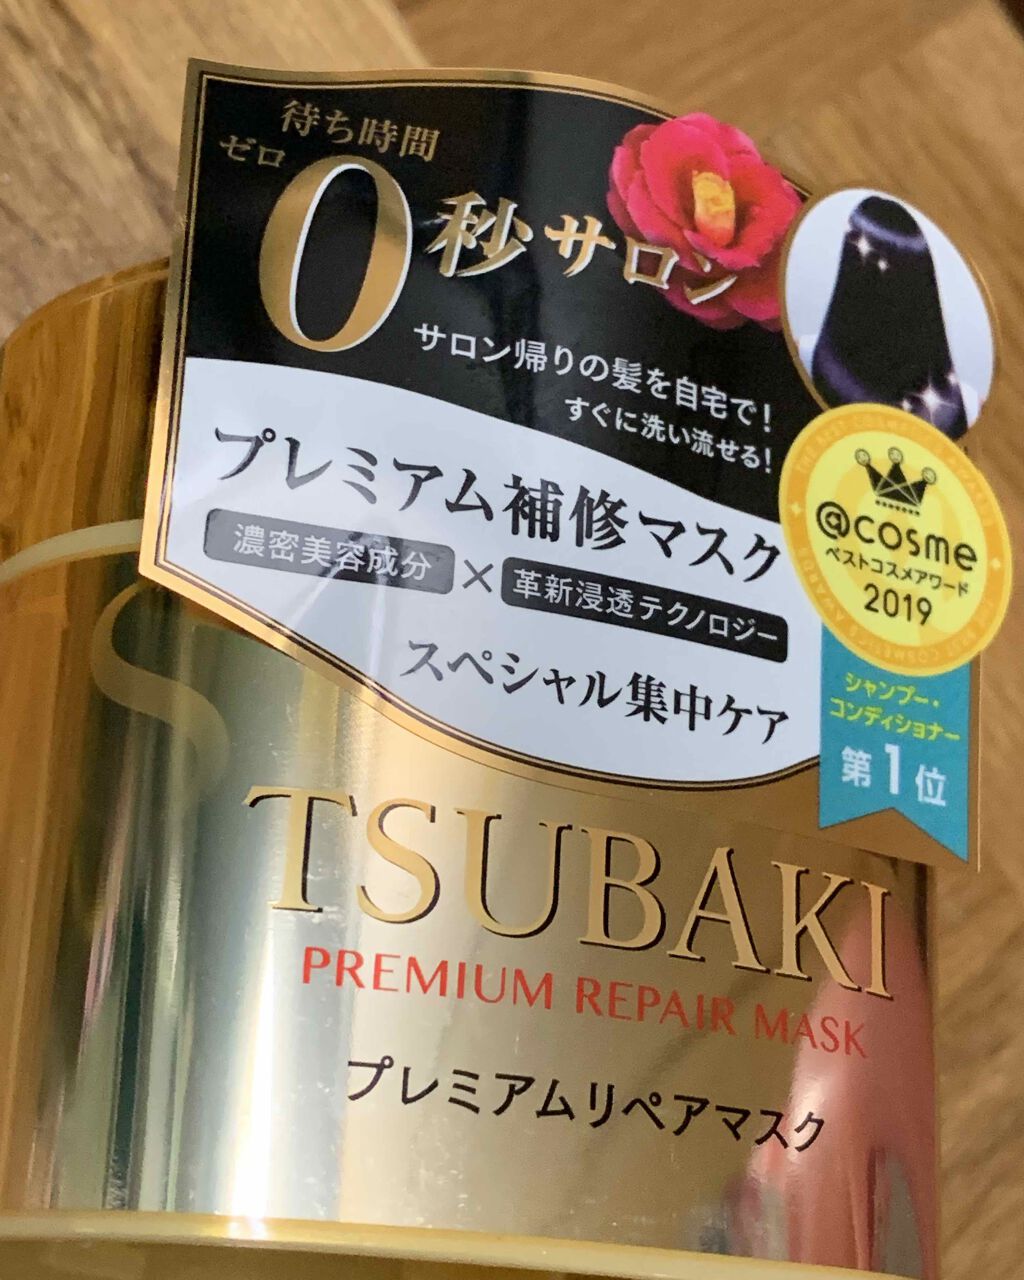 待ち時間
ゼロ
0秒サロン
サロン帰りの髪を自宅で!
すぐに洗い流せる!
プレミアム補修マスク
濃密美容成分×革新浸透テクノロジー
スペシャル集中ケア
@cosme
ベストコスメアワード
2019
シャンプー・
コンディショナー
第1位
TSUBAKI
PREMIUM REPAIR MASK
プレミアムリペアマスク